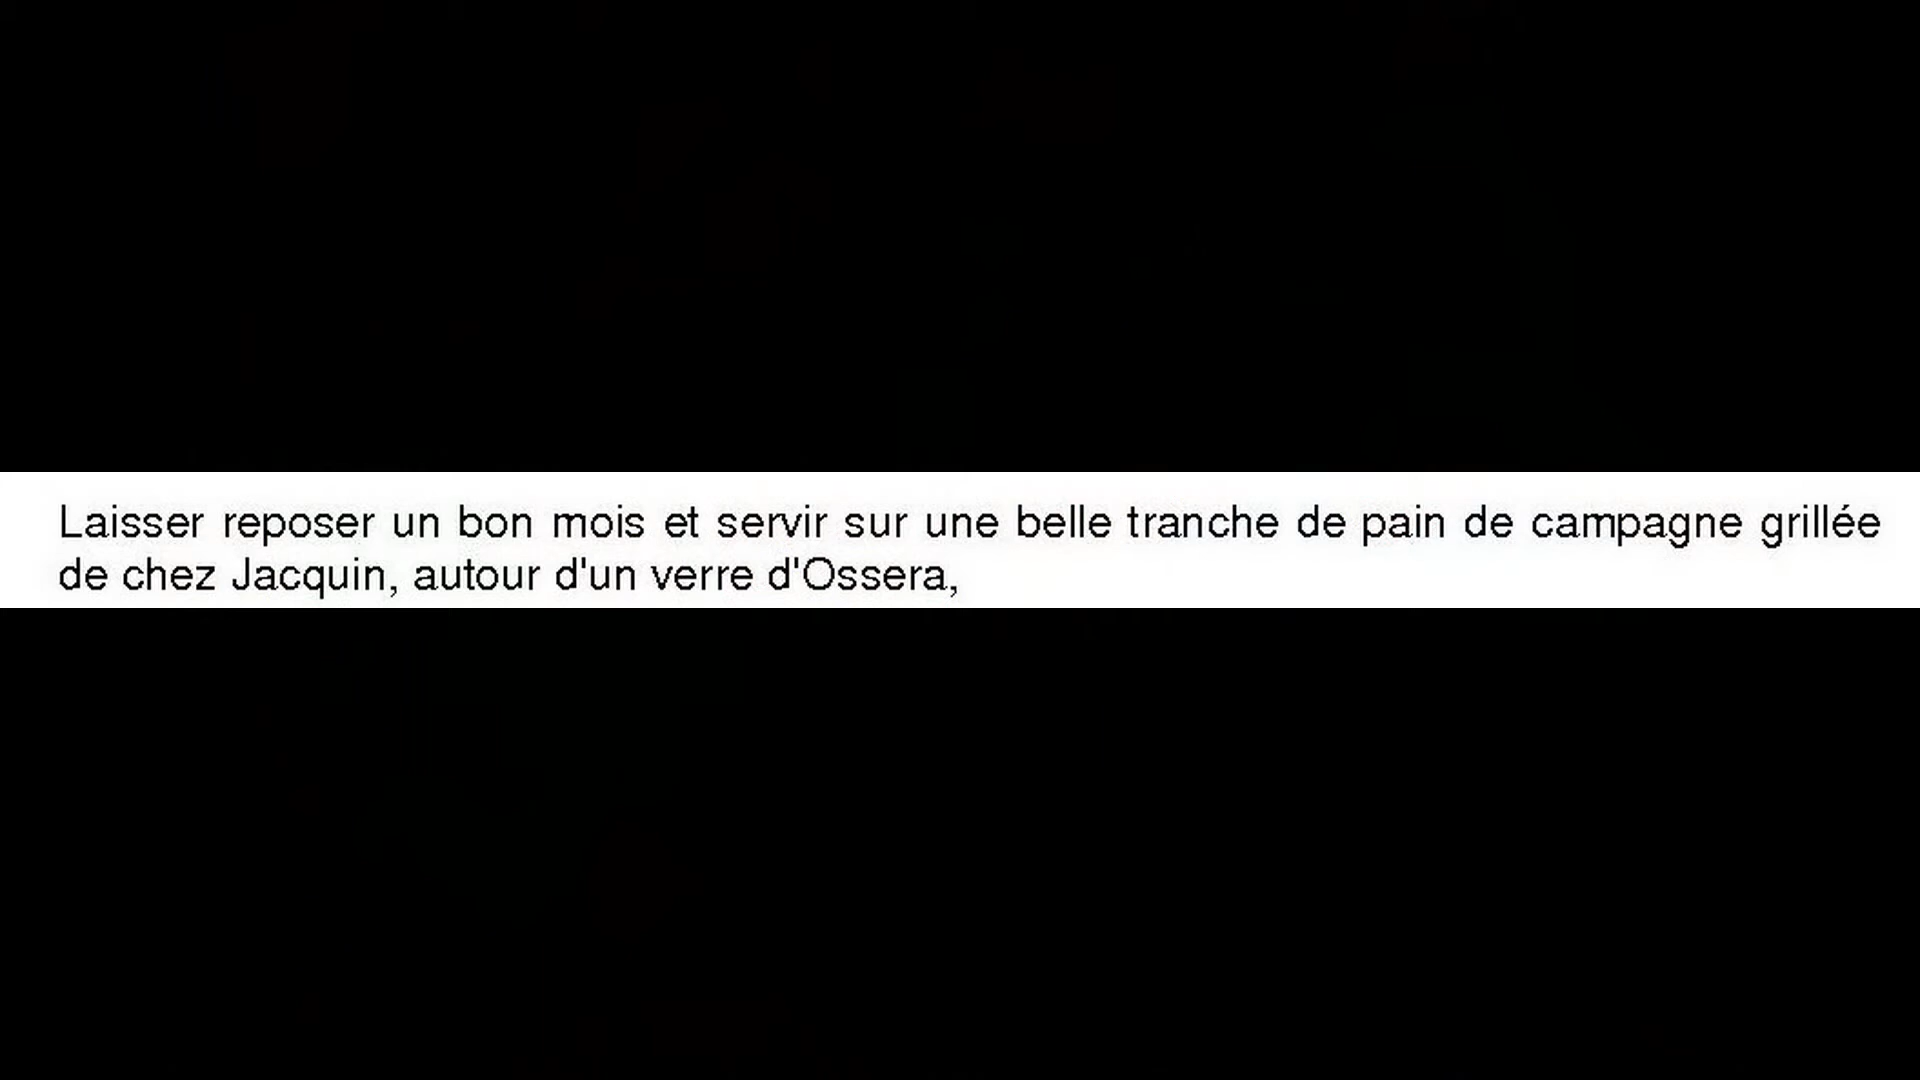 Laisser reposer un bon mois et servir sur une belle tranche de pain de campagne grillée
de chez Jacquin, autour d'un verre d'Ossera,